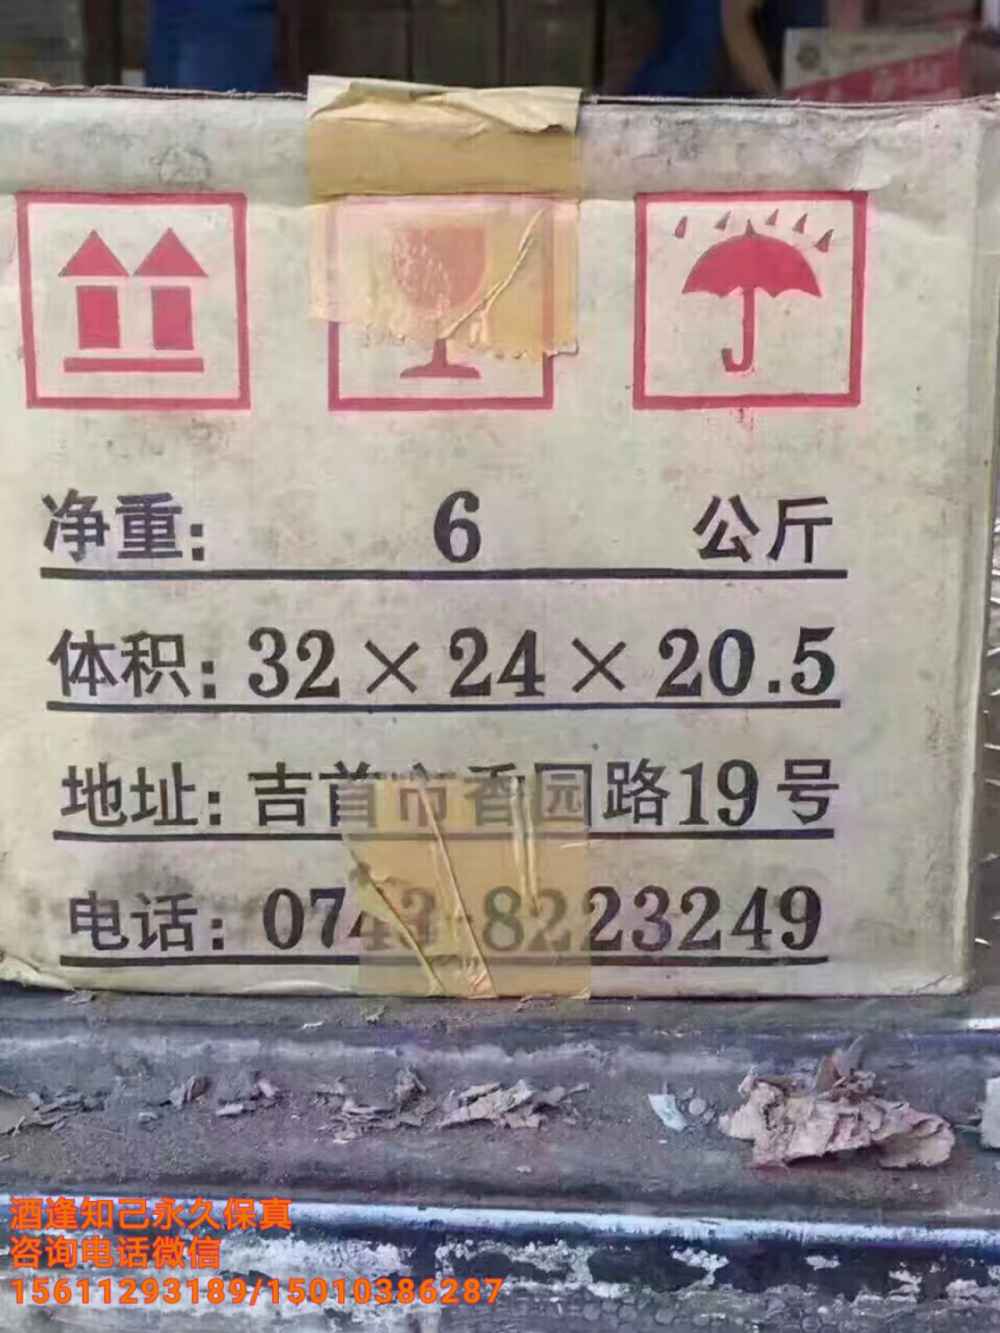 净重: 6 公斤
体积: 32×24×20.5
地址: 吉首市香园路19号
电话: 0743-8223249
酒逢知己永久保真
咨询电话微信
15611293189/15010386287